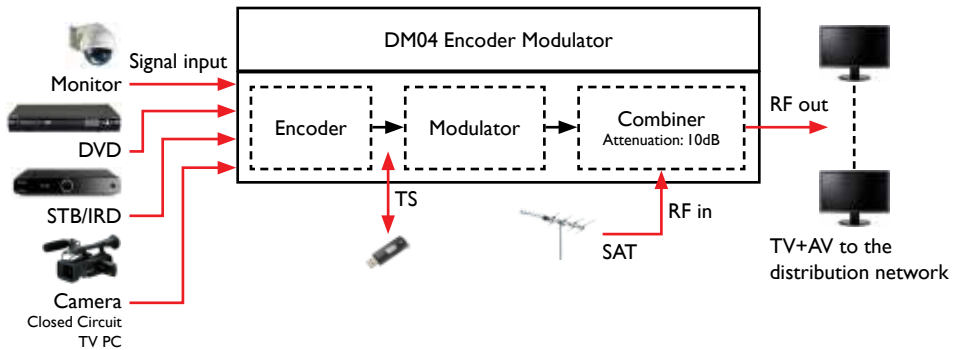 DM04 Encoder Modulator
Signal input
Monitor
DVD
STB/IRD
Camera
Closed Circuit
TV PC
Encoder
Modulator
Combiner
Attenuation: 10dB
TS
SAT
RF in
RF out
TV+AV to the
distribution network